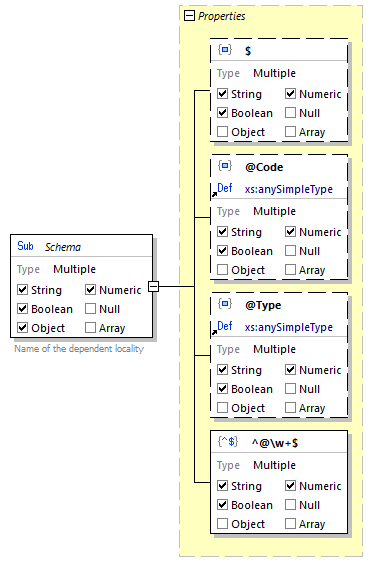 Properties
$
Type Multiple
String Numeric
Boolean Null
Object Array
@Code
Def xs:anySimpleType
Type Multiple
String Numeric
Boolean Null
Object Array
Sub Schema
Type Multiple
String Numeric
Boolean Null
Object Array
Name of the dependent locality
@Type
Def xs:anySimpleType
Type Multiple
String Numeric
Boolean Null
Object Array
{^$} ^@\w+$
Type Multiple
String Numeric
Boolean Null
Object Array